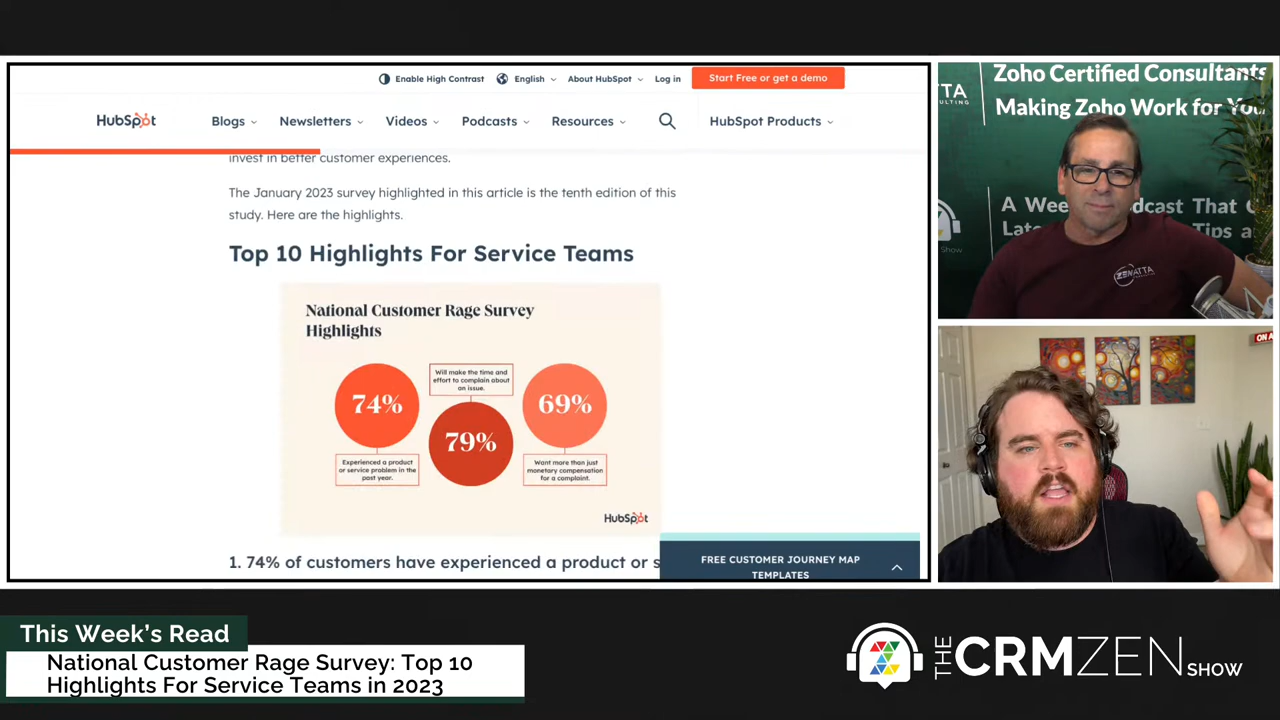 Enable High Contrast English About HubSpot Log in Start Free or get a demo
HubSpot Blogs Newsletters Videos Podcasts Resources HubSpot Products
invest in better customer experiences.
The January 2023 survey highlighted in this article is the tenth edition of this
study. Here are the highlights.
Top 10 Highlights For Service Teams
National Customer Rage Survey
Highlights
74%
Experienced a product
or service problem in the
past year.
Will make the time and
effort to complain about
an issue.
79%
69%
Want more than just
monetary compensation
for a complaint.
HubSpot
1. 74% of customers have experienced a product or s
FREE CUSTOMER JOURNEY MAP
TEMPLATES
TTA
Zoho Certified Consultants
Making Zoho Work for You
A Wee dcast That
Late Tips a
Show
ZENATTA
ON A
This Week's Read
National Customer Rage Survey: Top 10
Highlights For Service Teams in 2023
THE CRMZEN SHOW